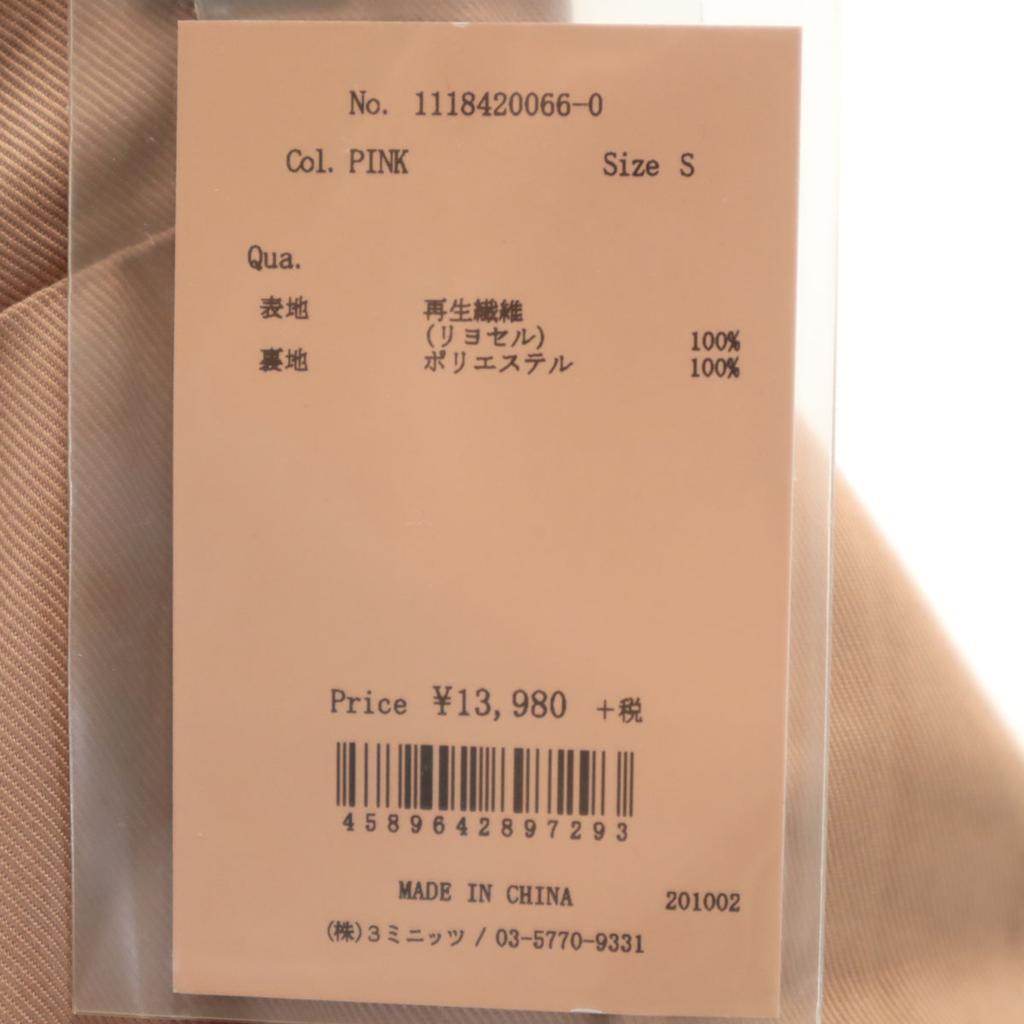 No. 1118420066-0
Col. PINK Size S
Qua.
表地 再生繊維
(リヨセル) 100%
裏地 ポリエステル 100%
Price ¥13,980 +税
4589642897293
MADE IN CHINA 201002
(株)3ミニッツ / 03-5770-9331